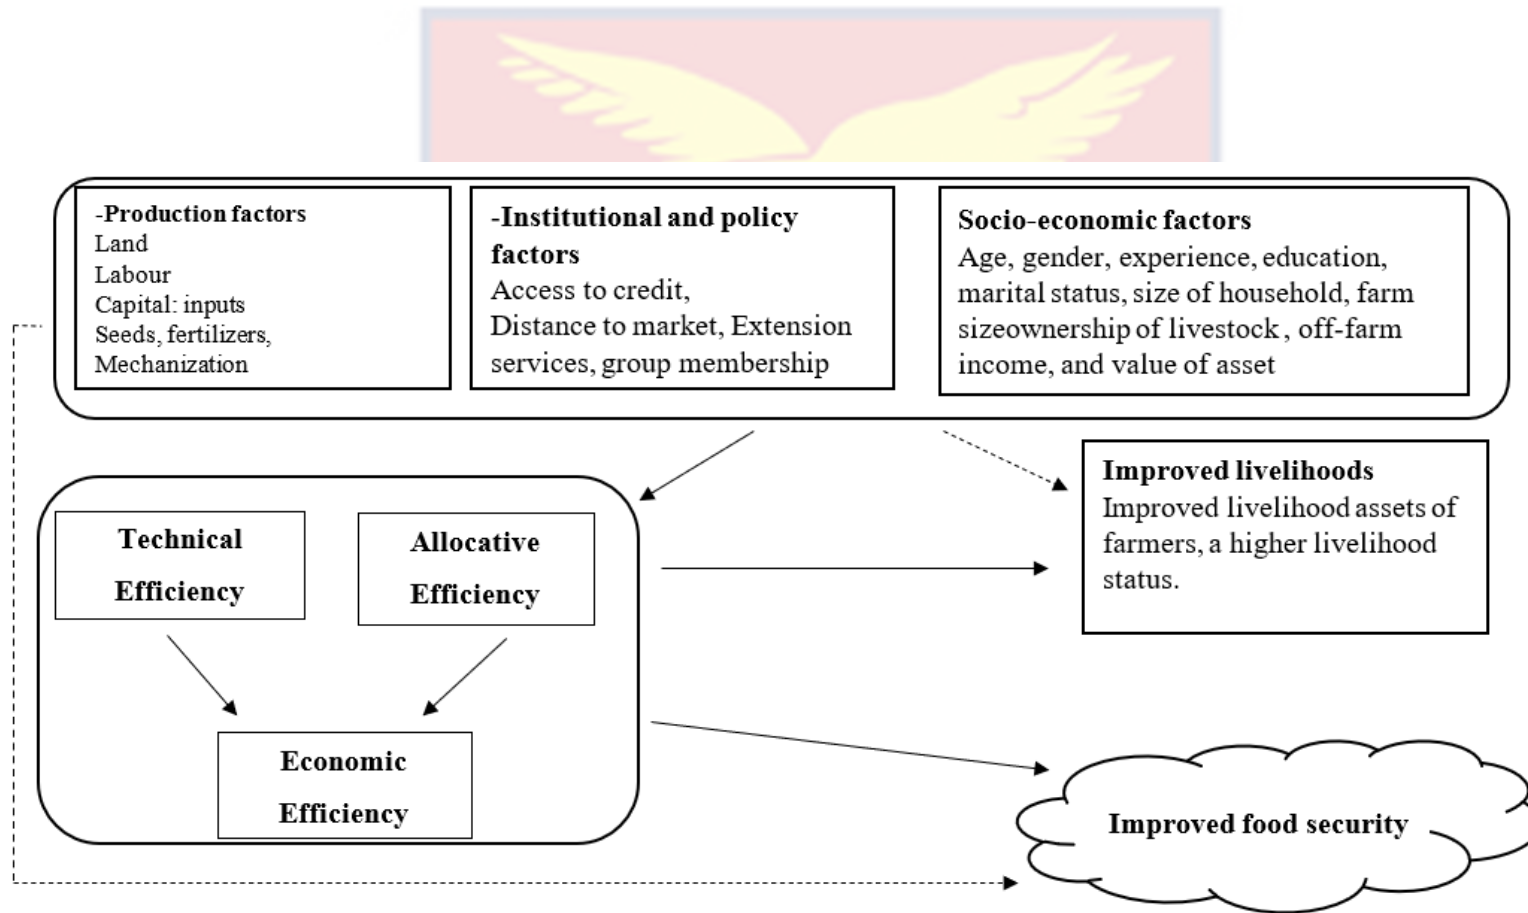 -Production factors
Land
Labour
Capital: inputs
Seeds, fertilizers,
Mechanization
-Institutional and policy
factors
Access to credit,
Distance to market, Extension
services, group membership
Socio-economic factors
Age, gender, experience, education,
marital status, size of household, farm
sizeownership of livestock, off-farm
income, and value of asset
Improved livelihoods
Improved livelihood assets of
farmers, a higher livelihood
status.
Technical
Efficiency
Allocative
Efficiency
Economic
Efficiency
Improved food security